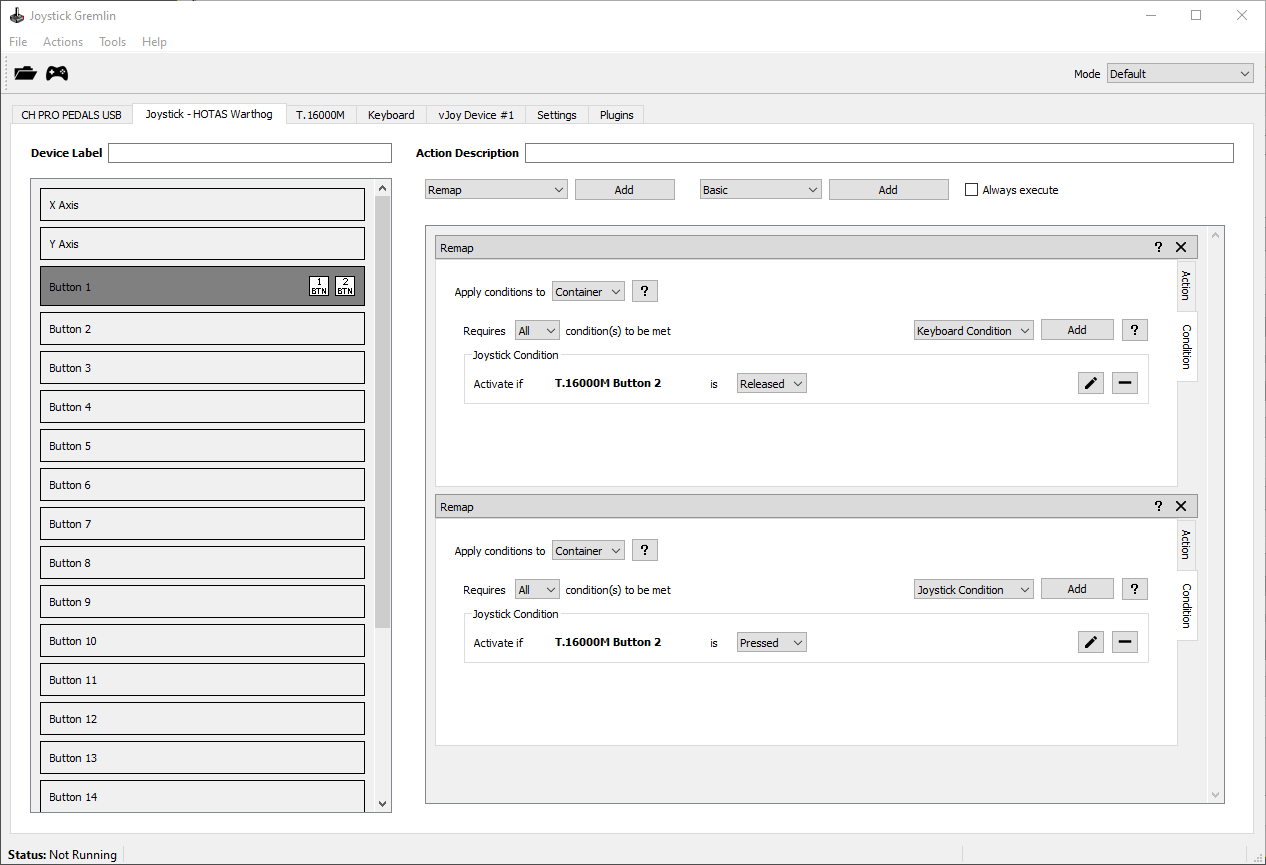 Joystick Gremlin
File Actions Tools Help
Mode Default
CH PRO PEDALS USB Joystick - HOTAS Warthog T.16000M Keyboard vJoy Device #1 Settings Plugins
Device Label Action Description
Remap Add Basic Add Always execute
X Axis
Y Axis
Button 1 1 BTN 2 BTN
Button 2
Button 3
Button 4
Button 5
Button 6
Button 7
Button 8
Button 9
Button 10
Button 11
Button 12
Button 13
Button 14
Remap ?
Action
Condition
Apply conditions to Container ?
Requires All condition(s) to be met Keyboard Condition Add ?
Joystick Condition
Activate if T.16000M Button 2 is Released
Remap ?
Action
Condition
Apply conditions to Container ?
Requires All condition(s) to be met Joystick Condition Add ?
Joystick Condition
Activate if T.16000M Button 2 is Pressed
Status: Not Running